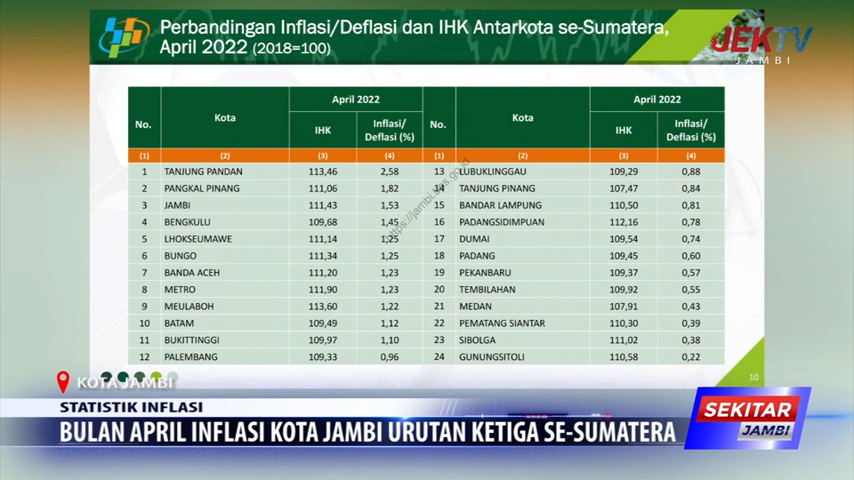 Perbandingan Inflasi/Deflasi dan IHK Antarkota se-Sumatera,
April 2022 (2018=100)
JEKTV
JAMBI
No. Kota April 2022 No. Kota April 2022
IHK Inflasi/Deflasi (%) IHK Inflasi/Deflasi (%)
(1) (2) (3) (4) (1) (2) (3) (4)
1 TANJUNG PANDAN 113,46 2,58 13 LUBUKLINGGAU 109,29 0,88
2 PANGKAL PINANG 111,06 1,82 14 TANJUNG PINANG 107,47 0,84
3 JAMBI 111,43 1,53 15 BANDAR LAMPUNG 110,50 0,81
4 BENGKULU 109,68 1,45 16 PADANGSIDIMPUAN 112,16 0,78
5 LHOKSEUMAWE 111,14 1,25 17 DUMAI 109,54 0,74
6 BUNGO 111,34 1,25 18 PADANG 109,45 0,60
7 BANDA ACEH 111,20 1,23 19 PEKANBARU 109,37 0,57
8 METRO 111,90 1,23 20 TEMBILAHAN 109,92 0,55
9 MEULABOH 113,60 1,22 21 MEDAN 107,91 0,43
10 BATAM 109,49 1,12 22 PEMATANG SIANTAR 110,30 0,39
11 BUKITTINGGI 109,97 1,10 23 SIBOLGA 111,02 0,38
12 PALEMBANG 109,33 0,96 24 GUNUNGSITOLI 110,58 0,22
https://jambi.bps.go.id
10
KOTA JAMBI
STATISTIK INFLASI
BULAN APRIL INFLASI KOTA JAMBI URUTAN KETIGA SE-SUMATERA
SEKITAR
JAMBI